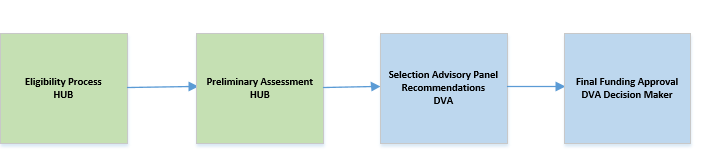 Eligibility Process
HUB
Preliminary Assessment
HUB
Selection Advisory Panel
Recommendations
DVA
Final Funding Approval
DVA Decision Maker